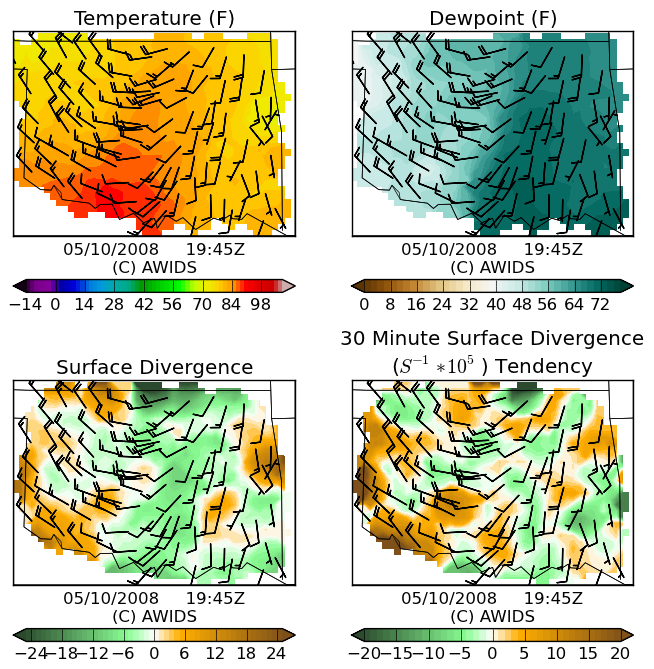 Temperature (F)
Dewpoint (F)
05/10/2008 19:45Z
(C) AWIDS
05/10/2008 19:45Z
(C) AWIDS
−14 0 14 28 42 56 70 84 98
0 8 16 24 32 40 48 56 64 72
Surface Divergence
30 Minute Surface Divergence
(S⁻¹ ∗10⁵ ) Tendency
05/10/2008 19:45Z
(C) AWIDS
05/10/2008 19:45Z
(C) AWIDS
−24 −18 −12 −6 0 6 12 18 24
−20 −15 −10 −5 0 5 10 15 20